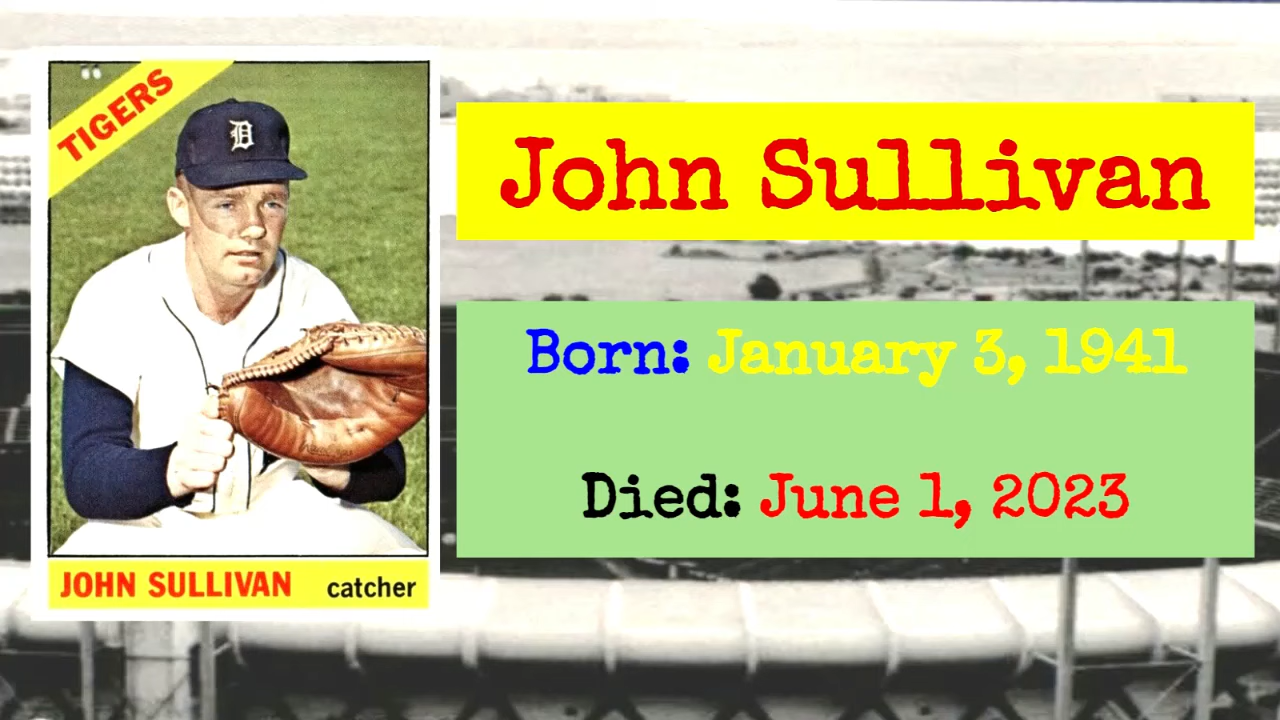 TIGERS
JOHN SULLIVAN catcher
John Sullivan
Born: January 3, 1941
Died: June 1, 2023